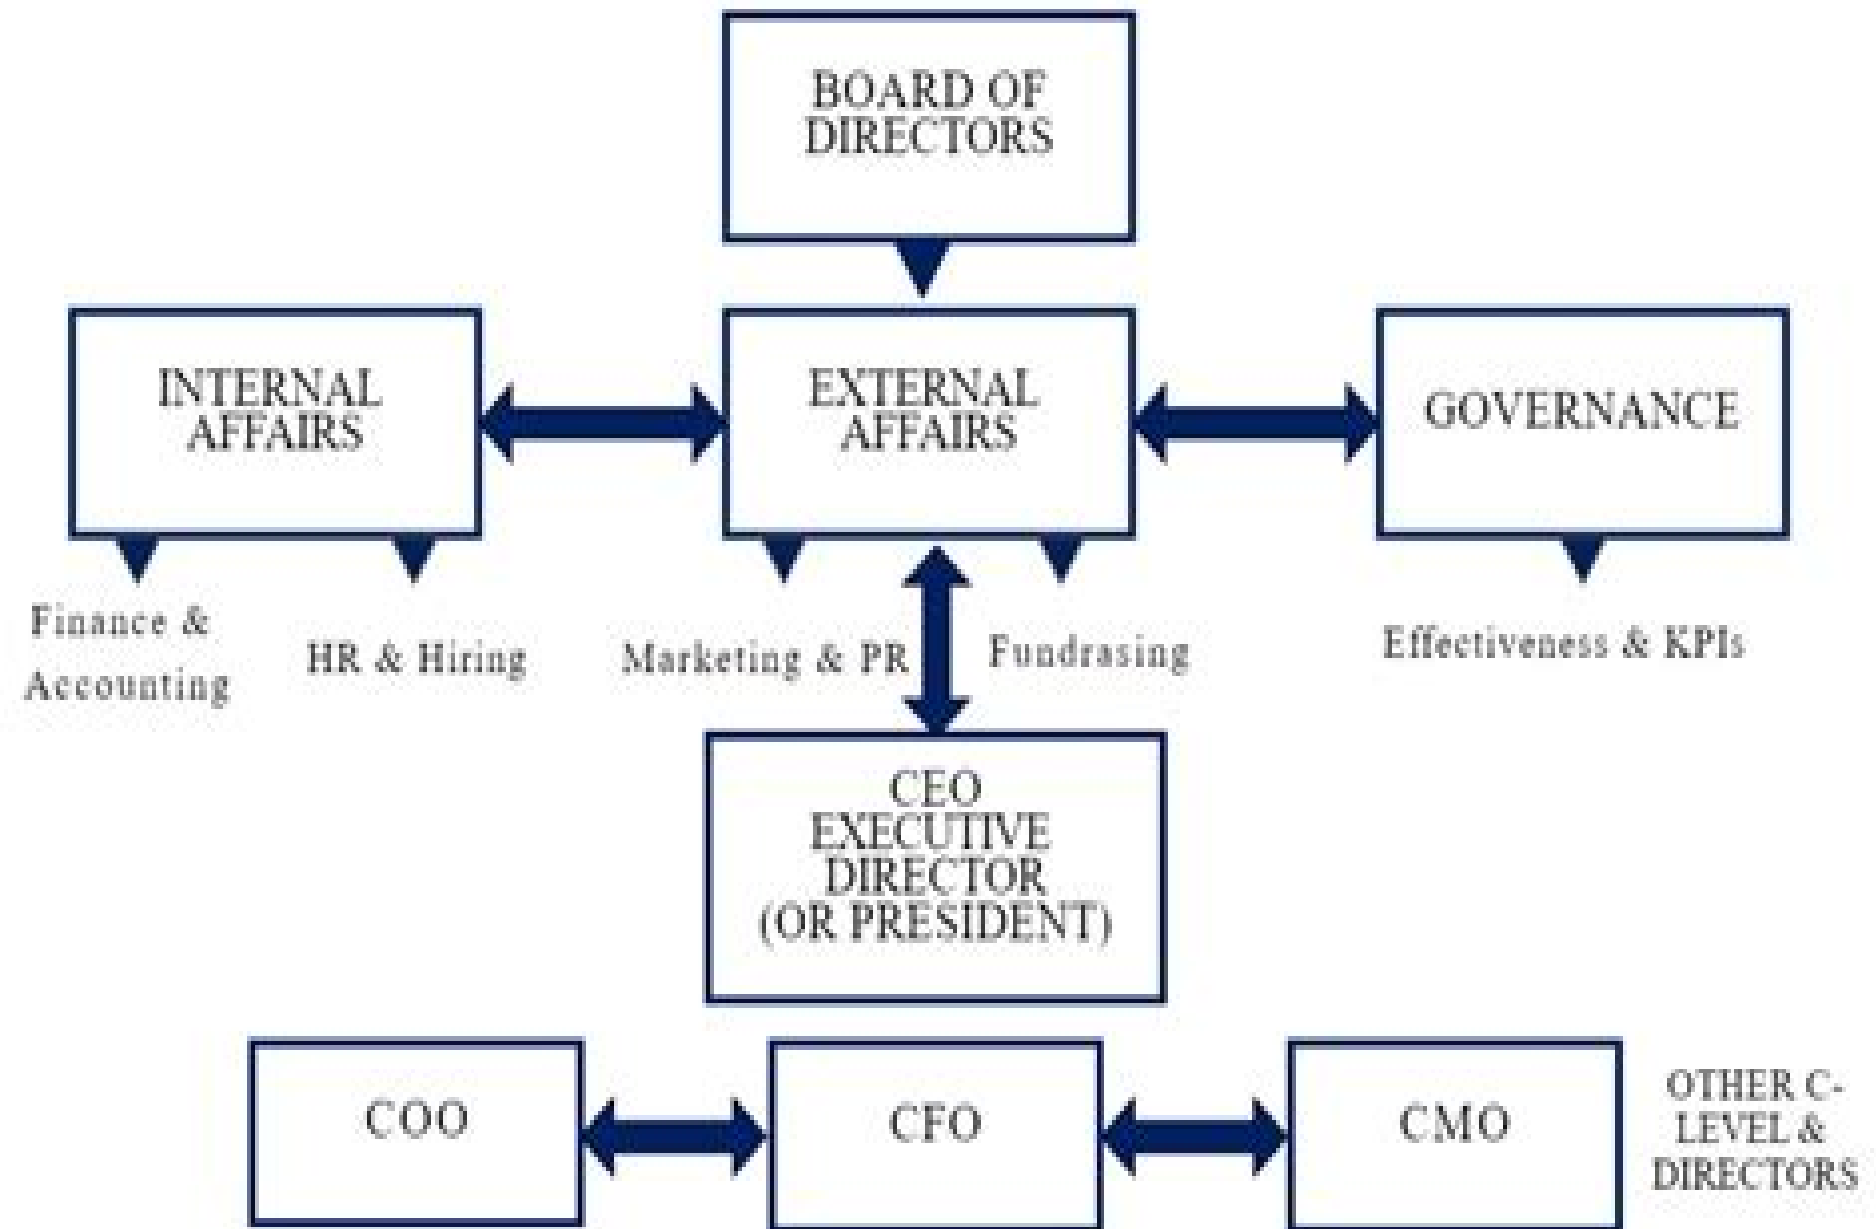 BOARD OF
DIRECTORS
INTERNAL
AFFAIRS
EXTERNAL
AFFAIRS
GOVERNANCE
Finance &
Accounting
HR & Hiring
Marketing & PR
Fundrasing
Effectiveness & KPIs
CEO
EXECUTIVE
DIRECTOR
(OR PRESIDENT)
COO
CFO
CMO
OTHER C-
LEVEL &
DIRECTORS